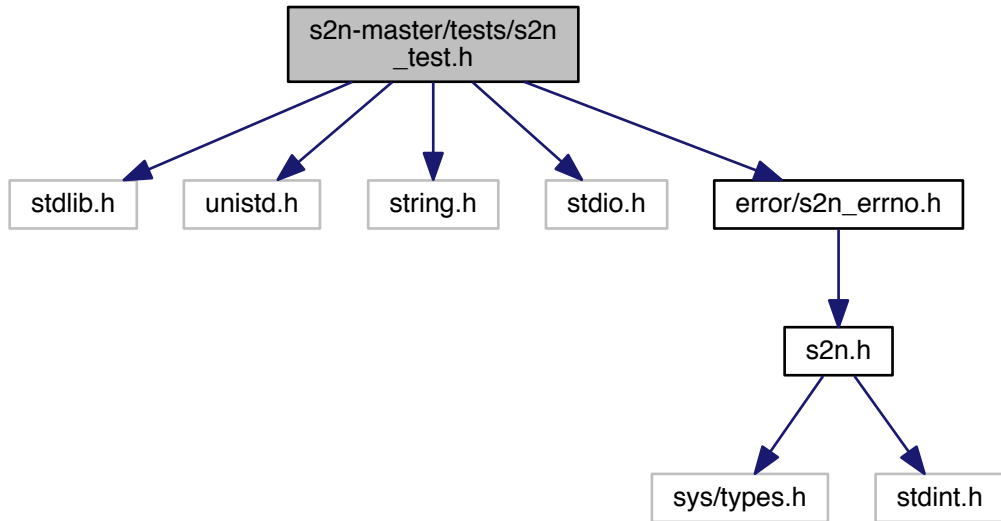 s2n-master/tests/s2n
_test.h
stdlib.h
unistd.h
string.h
stdio.h
error/s2n_errno.h
s2n.h
sys/types.h
stdint.h